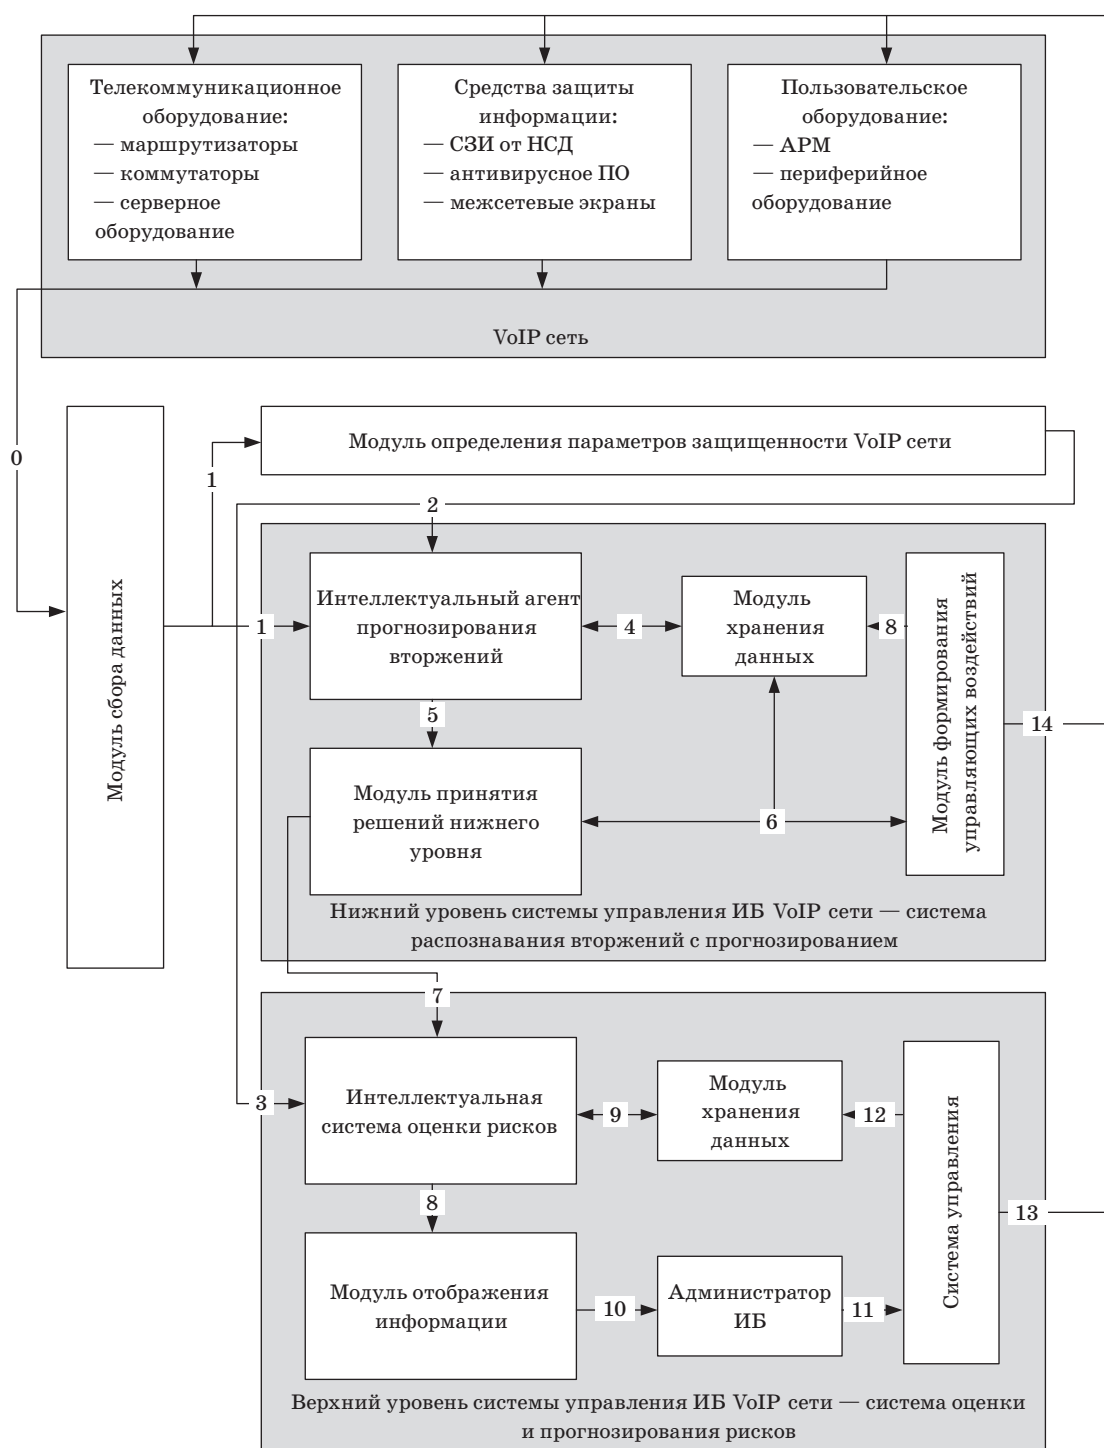 Телекоммуникационное
оборудование:
— маршрутизаторы
— коммутаторы
— серверное
оборудование
Средства защиты
информации:
— СЗИ от НСД
— антивирусное ПО
— межсетевые экраны
Пользовательское
оборудование:
— АРМ
— периферийное
оборудование
VoIP сеть
0
Модуль сбора данных
1
Модуль определения параметров защищенности VoIP сети
2
1
Интеллектуальный агент
прогнозирования
вторжений
4
Модуль
хранения
данных
8
Модуль формирования
управляющих воздействий
14
5
Модуль принятия
решений нижнего
уровня
6
Нижний уровень системы управления ИБ VoIP сети — система
распознавания вторжений с прогнозированием
7
3
Интеллектуальная
система оценки рисков
9
Модуль
хранения
данных
12
Система управления
13
8
Модуль отображения
информации
10
Администратор
ИБ
11
Верхний уровень системы управления ИБ VoIP сети — система оценки
и прогнозирования рисков